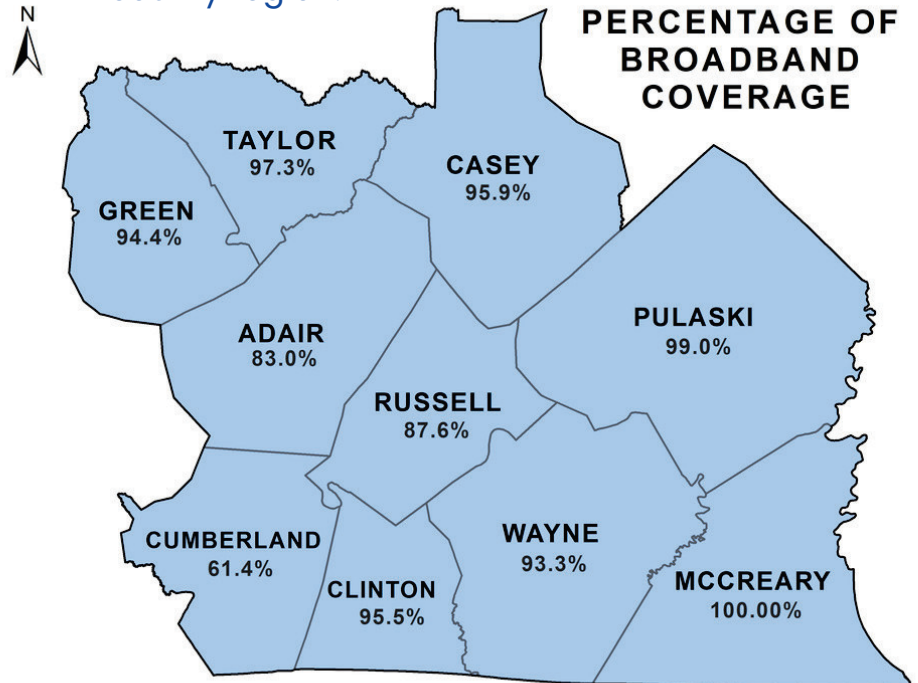 N
PERCENTAGE OF
BROADBAND
COVERAGE
TAYLOR
97.3%
CASEY
95.9%
GREEN
94.4%
PULASKI
99.0%
ADAIR
83.0%
RUSSELL
87.6%
WAYNE
93.3%
CUMBERLAND
61.4%
CLINTON
95.5%
MCCREARY
100.00%